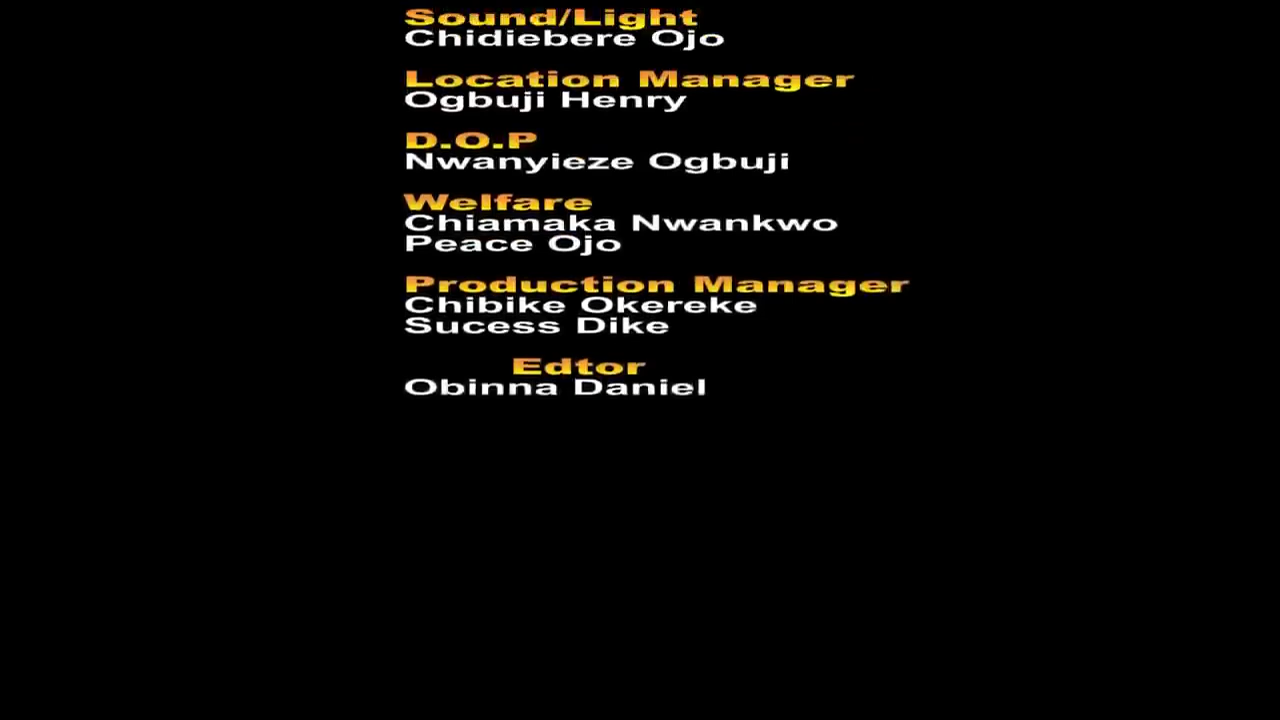 Sound/Light
Chidiebere Ojo
Location Manager
Ogbuji Henry
D.O.P
Nwanyieze Ogbuji
Welfare
Chiamaka Nwankwo
Peace Ojo
Production Manager
Chibike Okereke
Sucess Dike
Edtor
Obinna Daniel